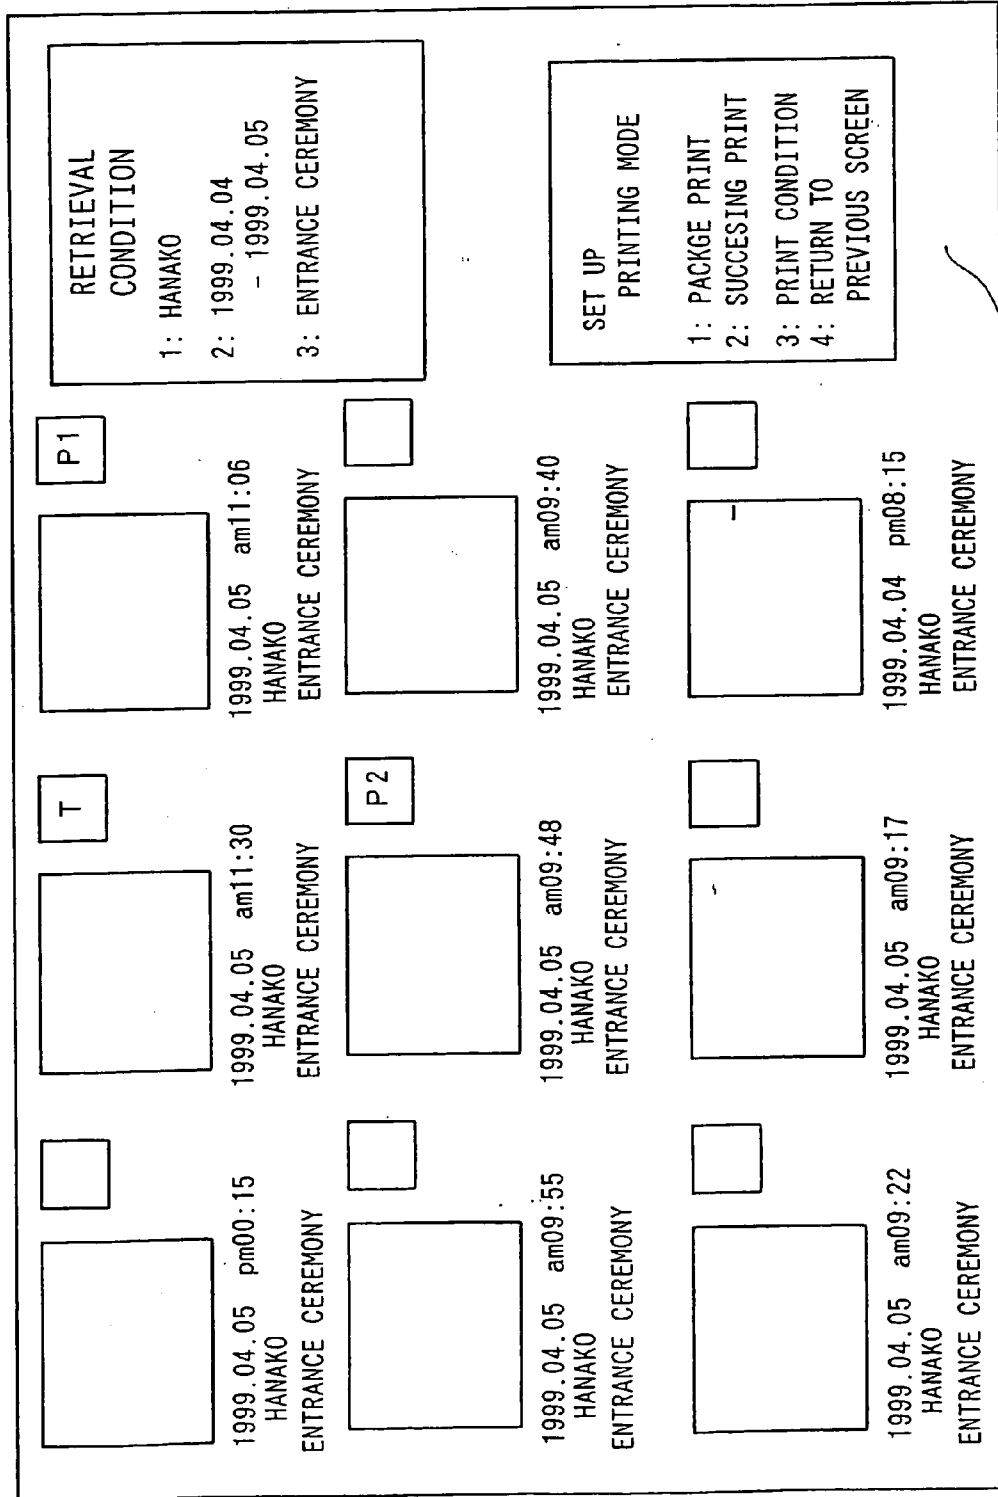 T
P1
1999.04.05 pm00:15
HANAKO
ENTRANCE CEREMONY
1999.04.05 am11:30
HANAKO
ENTRANCE CEREMONY
1999.04.05 am11:06
HANAKO
ENTRANCE CEREMONY
P2
1999.04.05 am09:55
HANAKO
ENTRANCE CEREMONY
1999.04.05 am09:48
HANAKO
ENTRANCE CEREMONY
1999.04.05 am09:40
HANAKO
ENTRANCE CEREMONY
1999.04.05 am09:22
HANAKO
ENTRANCE CEREMONY
1999.04.05 am09:17
HANAKO
ENTRANCE CEREMONY
1999.04.04 pm08:15
HANAKO
ENTRANCE CEREMONY
RETRIEVAL
CONDITION
1: HANAKO
2: 1999.04.04
- 1999.04.05
3: ENTRANCE CEREMONY
SET UP
PRINTING MODE
1: PACKGE PRINT
2: SUCCESING PRINT
3: PRINT CONDITION
4: RETURN TO
PREVIOUS SCREEN